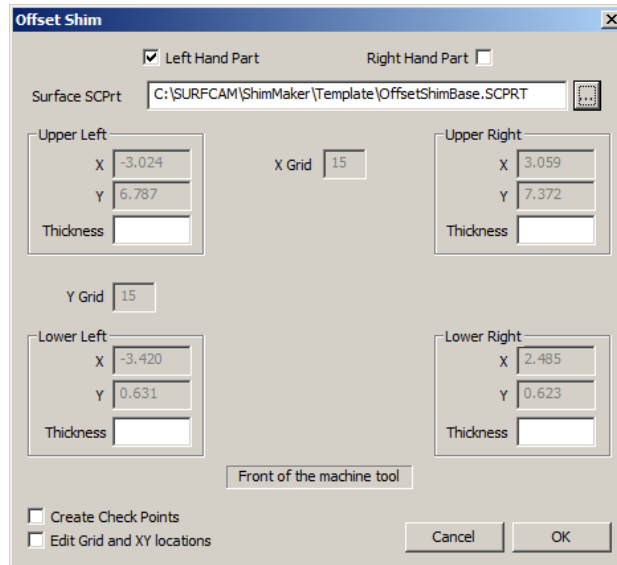 Offset Shim
Left Hand Part Right Hand Part
Surface SCPrt C:\SURFCAM\ShimMaker\Template\OffsetShimBase.SCPRT ...
Upper Left Upper Right
X -3.024 X Grid 15 X 3.059
Y 6.787 Y 7.372
Thickness Thickness
Y Grid 15
Lower Left Lower Right
X -3.420 X 2.485
Y 0.631 Y 0.623
Thickness Thickness
Front of the machine tool
Create Check Points
Edit Grid and XY locations Cancel OK